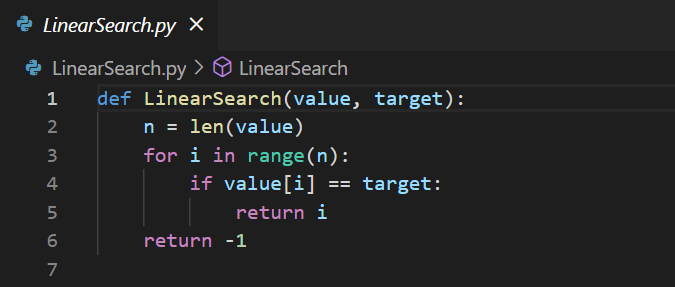 LinearSearch.py ×
LinearSearch.py > LinearSearch
1 def LinearSearch(value, target):
2     n = len(value)
3     for i in range(n):
4         if value[i] == target:
5             return i
6     return -1
7